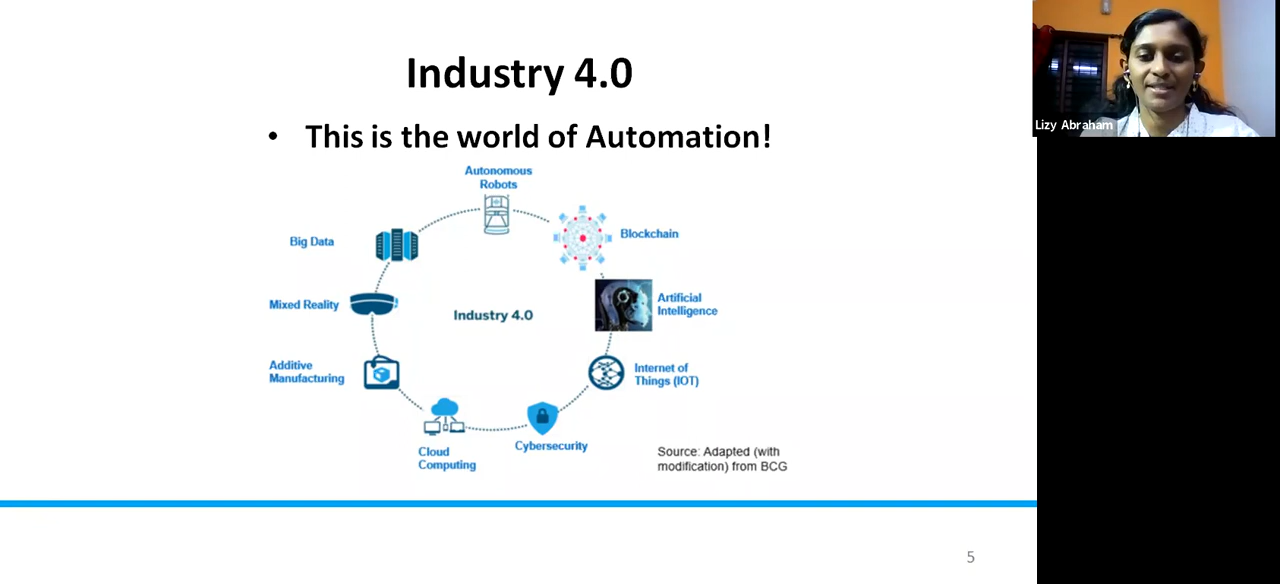 Industry 4.0
• This is the world of Automation!
Autonomous
Robots
Big Data
Blockchain
Mixed Reality
Artificial
Intelligence
Industry 4.0
Additive
Manufacturing
Internet of
Things (IOT)
Cybersecurity
Cloud
Computing
Source: Adapted (with
modification) from BCG
5
Lizy Abraham